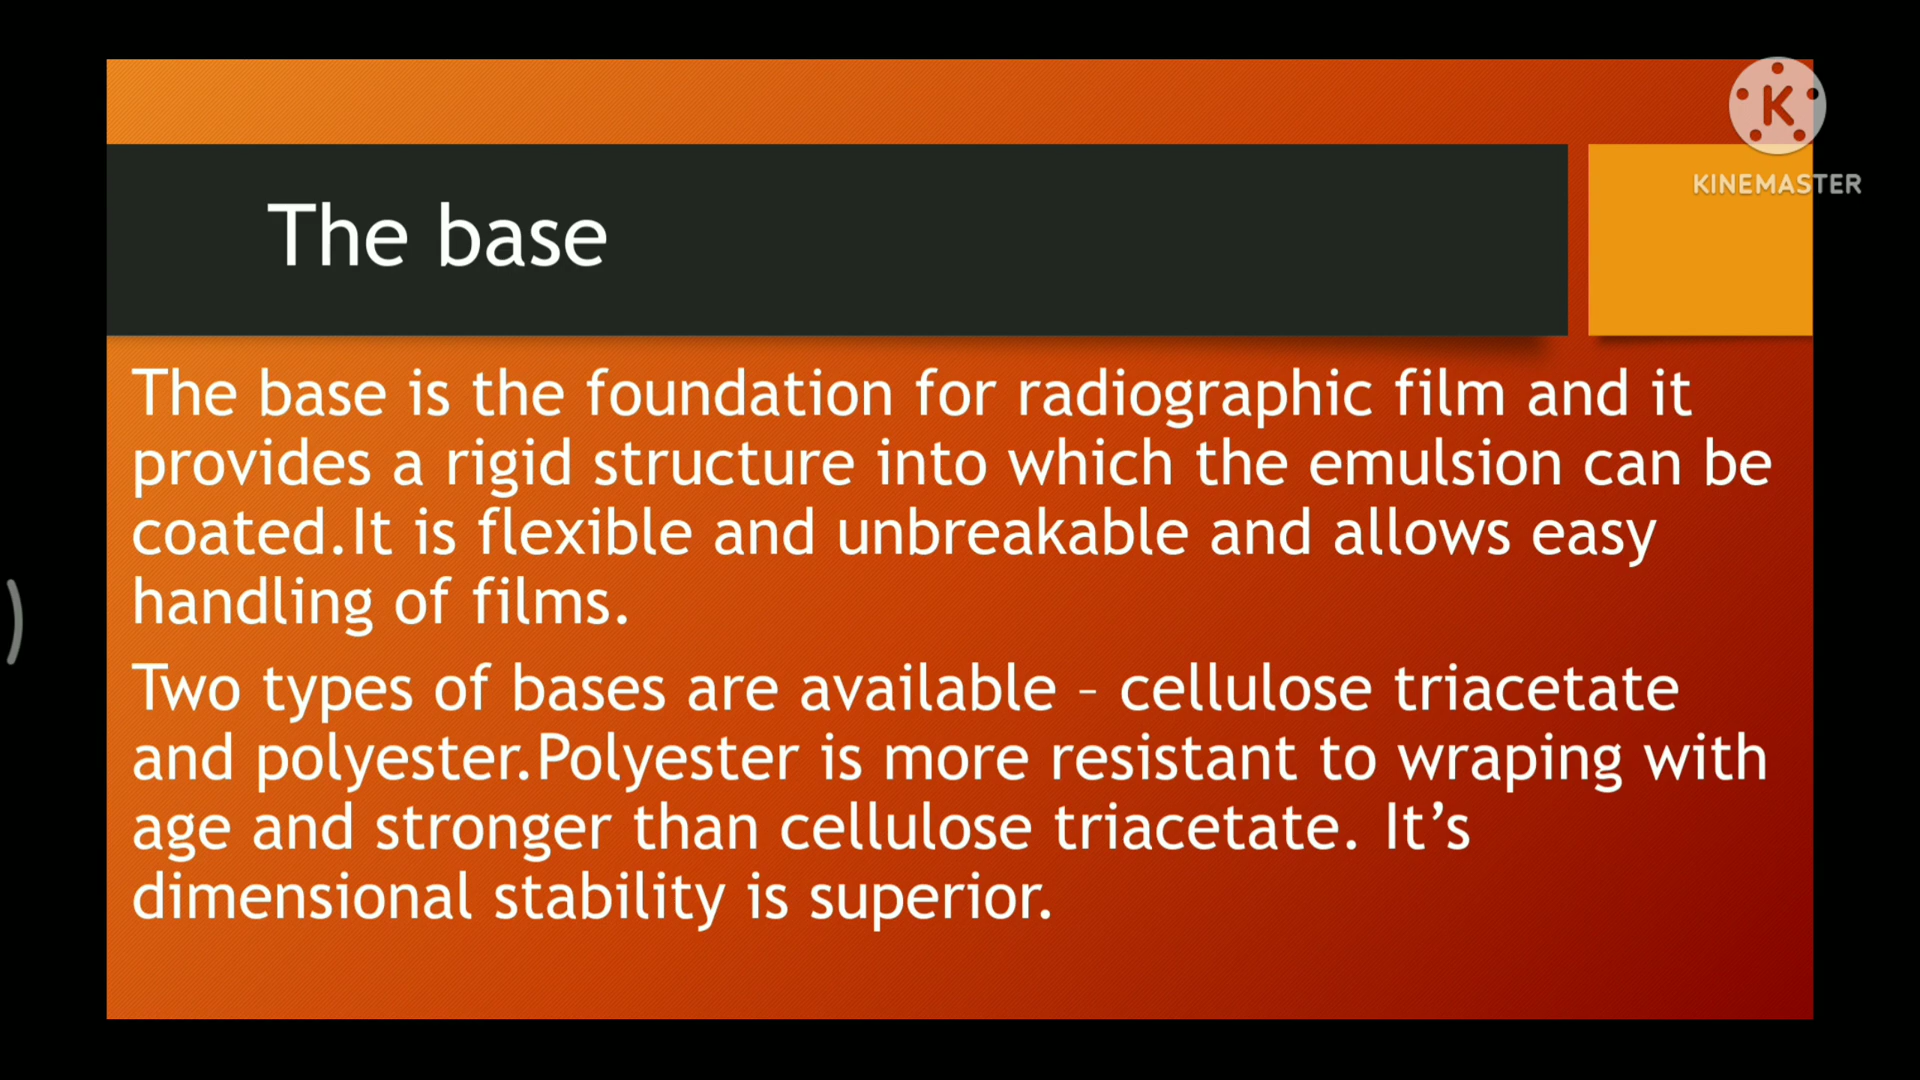 K
KINEMASTER
The base
The base is the foundation for radiographic film and it
provides a rigid structure into which the emulsion can be
coated.It is flexible and unbreakable and allows easy
handling of films.
Two types of bases are available – cellulose triacetate
and polyester.Polyester is more resistant to wraping with
age and stronger than cellulose triacetate. It’s
dimensional stability is superior.